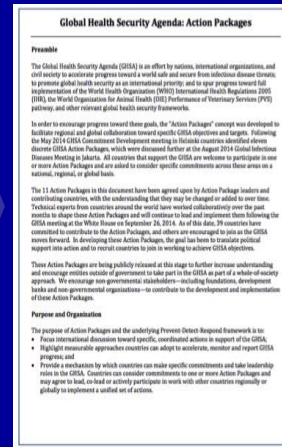 Global Health Security Agenda: Action Packages
Preamble
The Global Health Security Agenda (GHSA) is an effort by nations, international organizations, and
civil society to accelerate progress toward a world safe and secure from infectious disease threats;
to promote global health security as an international priority; and to spur progress toward full
implementation of the World Health Organization (WHO) International Health Regulations 2005
(IHR), the World Organization for Animal Health (OIE) Performance of Veterinary Services (PVS)
pathway, and other relevant global health security frameworks.
In order to encourage progress toward these goals, the "Action Packages" concept was developed to
facilitate regional and global collaboration toward specific GHSA objectives and targets. Following
the May 2014 GHSA Commitment Development meeting in Helsinki countries identified eleven
discrete GHSA Action Packages, which were discussed further at the August 2014 Global Infectious
Diseases Meeting in Jakarta. All countries that support the GHSA are welcome to participate in one
or more Action Packages and are asked to consider specific commitments across these areas on a
national, regional, or global basis.
The 11 Action Packages in this document have been agreed upon by Action Package leaders and
contributing countries, with the understanding that they may be changed or added to over time.
Technical experts from countries around the world have worked collaboratively over the past
months to shape these Action Packages and will continue to lead and implement them following the
GHSA meeting at the White House on September 26, 2014. As of this date, 39 countries have
committed to contribute to the Action Packages, and others are encouraged to join as the GHSA
moves forward. In developing these Action Packages, the goal has been to translate political
support into action and to recruit countries to join in working to achieve GHSA objectives.
These Action Packages are being publicly released at this stage to further increase understanding
and encourage entities outside of government to take part in the GHSA as part of a whole-of-society
approach. We encourage non-governmental stakeholders—including foundations, development
banks and non-governmental organizations—to contribute to the development and implementation
of these Action Packages.
Purpose and Organization
The purpose of Action Packages and the underlying Prevent-Detect-Respond framework is to:
• Focus international discussion toward specific, coordinated actions in support of the GHSA;
• Highlight measurable approaches countries can adopt to accelerate, monitor and report GHSA
progress; and
• Provide a mechanism by which countries can make specific commitments and take leadership
roles in the GHSA. Countries can consider commitments to one or more Action Packages and
may agree to lead, co-lead or actively participate in work with other countries regionally or
globally to implement a unified set of actions.